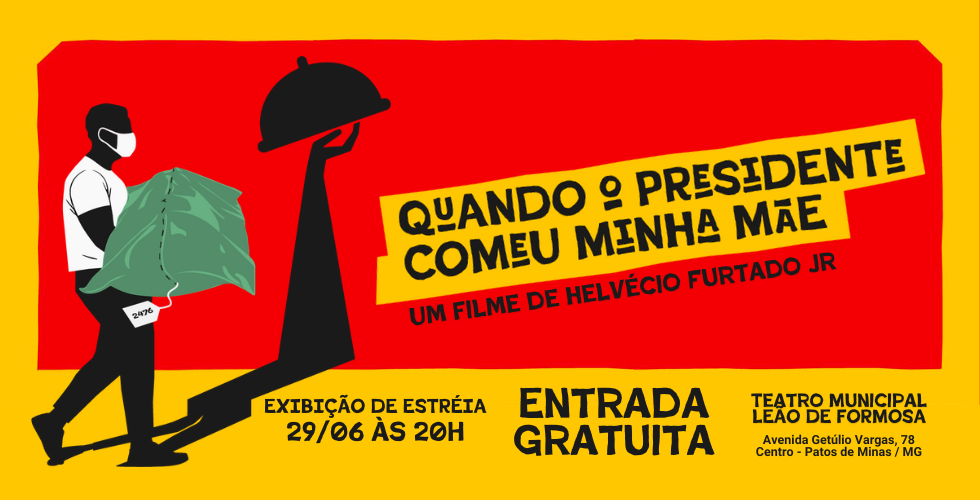 QUANDO O PRESIDENTE
COMEU MINHA MÃE
UM FILME DE HELVÉCIO FURTADO JR
2476
EXIBIÇÃO DE ESTRÉIA
29/06 ÀS 20H
ENTRADA
GRATUITA
TEATRO MUNICIPAL
LEÃO DE FORMOSA
Avenida Getúlio Vargas, 78
Centro - Patos de Minas / MG